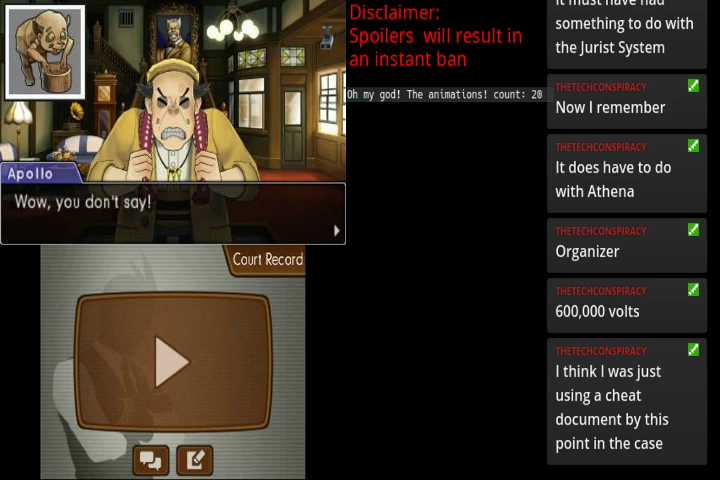 Apollo
Wow, you don't say!
Court Record
Disclaimer:
Spoilers will result in
an instant ban
Oh my god! The animations! count: 20
It must have had
something to do with
the Jurist System
THETECHCONSPIRACY
Now I remember
THETECHCONSPIRACY
It does have to do
with Athena
THETECHCONSPIRACY
Organizer
THETECHCONSPIRACY
600,000 volts
THETECHCONSPIRACY
I think I was just
using a cheat
document by this
point in the case